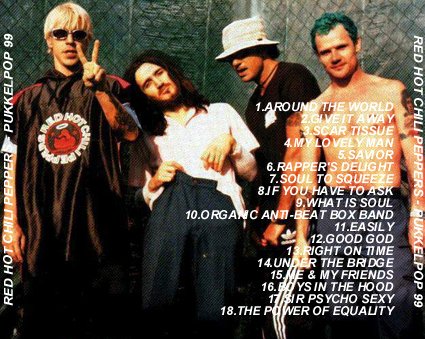 RED HOT CHILI PEPPER PUKKELPOP 99
RED HOT CHILI PEPPERS
1.AROUND THE WORLD
2.GIVE IT AWAY
3.SCAR TISSUE
4.MY LOVELY MAN
5.SAVIOR
6.RAPPER'S DELIGHT
7.SOUL TO SQUEEZE
8.IF YOU HAVE TO ASK
9.WHAT IS SOUL
10.ORGANIC ANTI-BEAT BOX BAND
11.EASILY
12.GOOD GOD
13.RIGHT ON TIME
14.UNDER THE BRIDGE
15.ME & MY FRIENDS
16.BOYS IN THE HOOD
17.SIR PSYCHO SEXY
18.THE POWER OF EQUALITY
RED HOT CHILI PEPPERS - PUKKELPOP 99